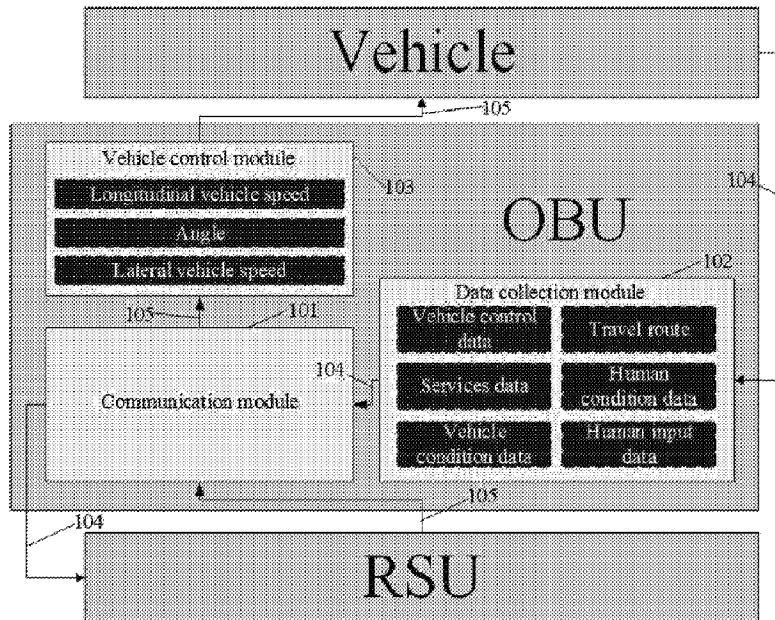 Vehicle
105
Vehicle control module
103
Longitudinal vehicle speed
Angle
Lateral vehicle speed
OBU
104
102
Data collection module
Vehicle control
data
Travel route
Services data
Human
condition data
Vehicle
condition data
Human input
data
105
101
104
Communication module
105
104
RSU